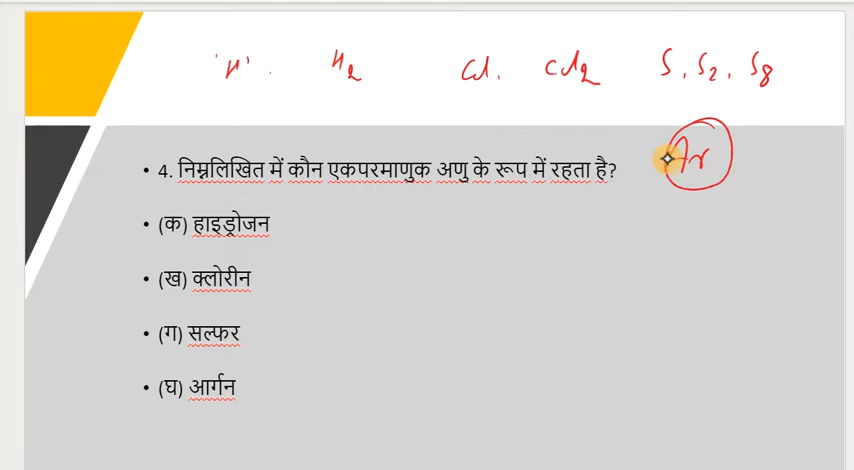 'H' . H2 Cl. Cl2 S, S2, S8
Ar
• 4. निम्नलिखित में कौन एकपरमाणुक अणु के रूप में रहता है?
• (क) हाइड्रोजन
• (ख) क्लोरीन
• (ग) सल्फर
• (घ) आर्गन